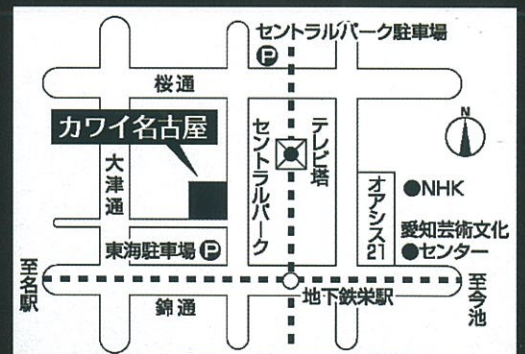 セントラルパーク駐車場
P
桜通
カワイ名古屋
N
大津通
セントラルパーク
テレビ塔
オアシス21
●NHK
愛知芸術文化
●センター
東海駐車場 P
至名駅
地下鉄栄駅
至今池
錦通